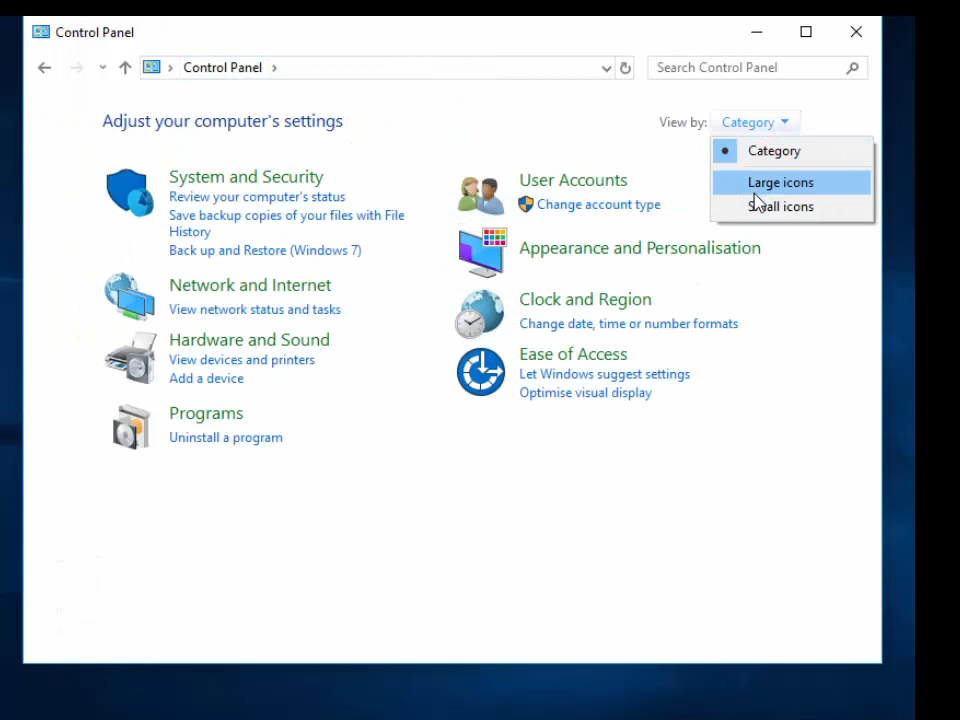 Control Panel
Control Panel
Search Control Panel
Adjust your computer's settings
View by: Category
Category
Large icons
Small icons
System and Security
Review your computer's status
Save backup copies of your files with File
History
Back up and Restore (Windows 7)
Network and Internet
View network status and tasks
Hardware and Sound
View devices and printers
Add a device
Programs
Uninstall a program
User Accounts
Change account type
Appearance and Personalisation
Clock and Region
Change date, time or number formats
Ease of Access
Let Windows suggest settings
Optimise visual display